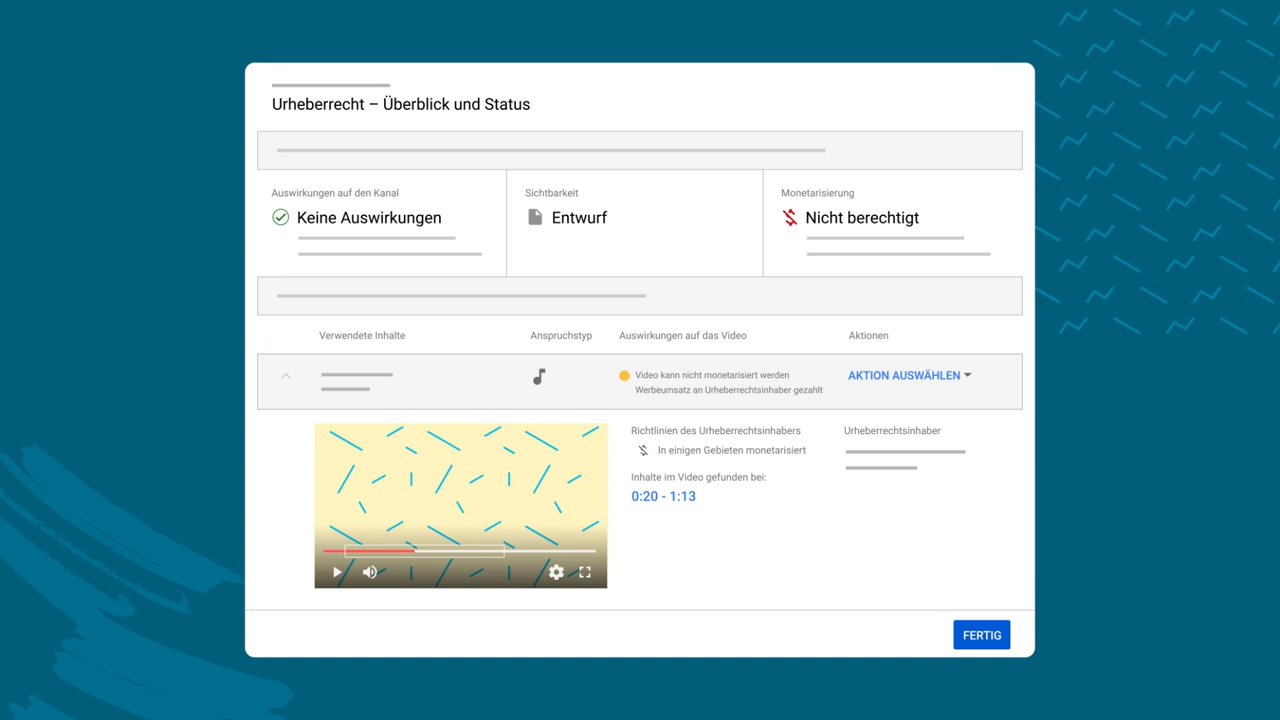 Urheberrecht – Überblick und Status
Auswirkungen auf den Kanal
Keine Auswirkungen
Sichtbarkeit
Entwurf
Monetarisierung
Nicht berechtigt
Verwendete Inhalte
Anspruchstyp
Auswirkungen auf das Video
Aktionen
Video kann nicht monetarisiert werden
Werbeumsatz an Urheberrechtsinhaber gezahlt
AKTION AUSWÄHLEN
Richtlinien des Urheberrechtsinhabers
In einigen Gebieten monetarisiert
Inhalte im Video gefunden bei:
0:20 - 1:13
Urheberrechtsinhaber
FERTIG